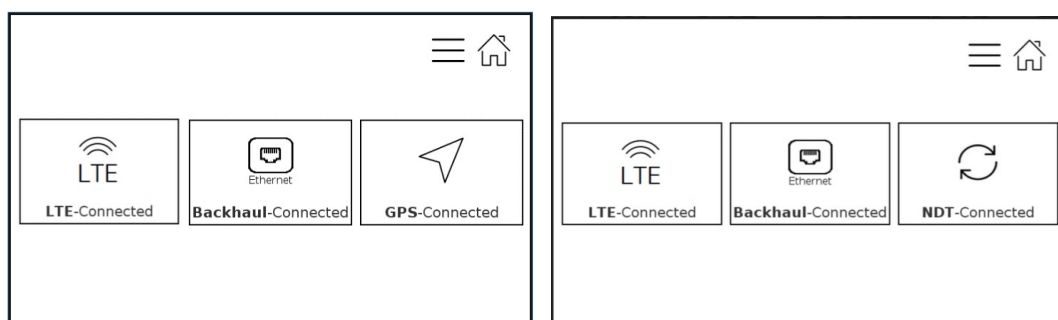 LTE
LTE-Connected
Ethernet
Backhaul-Connected
GPS-Connected
LTE
LTE-Connected
Ethernet
Backhaul-Connected
NDT-Connected